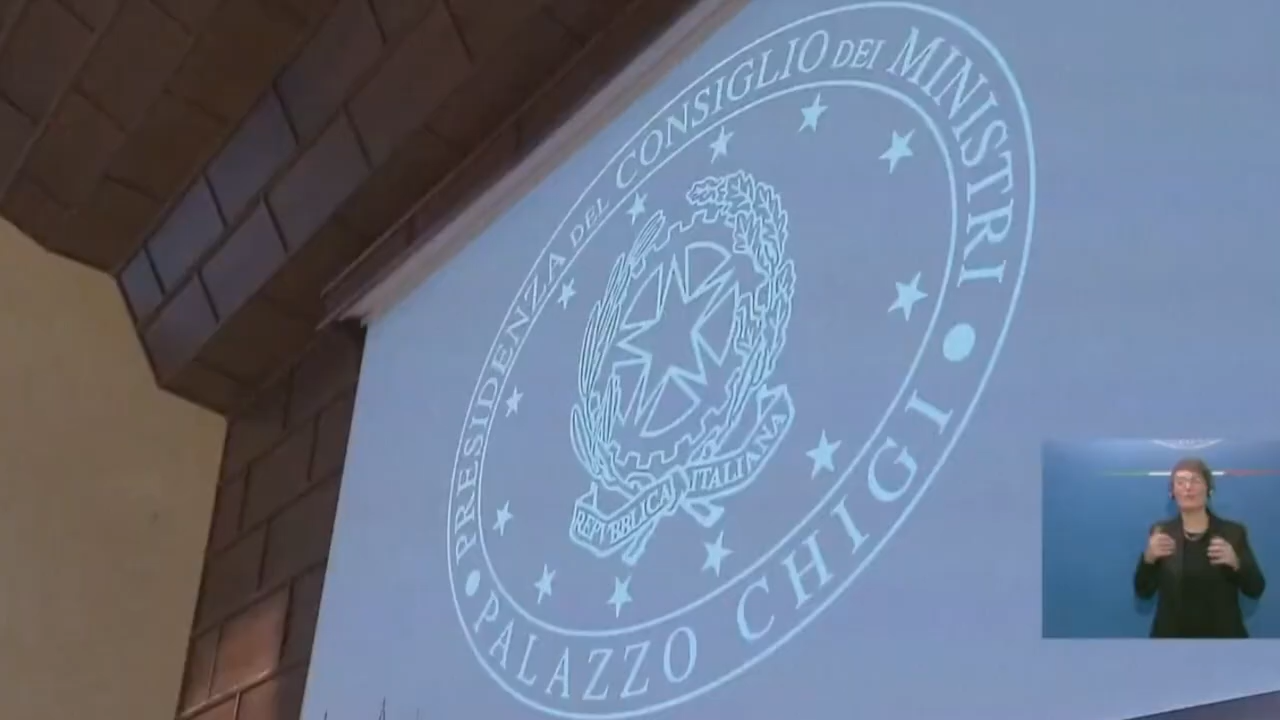 PRESIDENZA DEL CONSIGLIO DEI MINISTRI
REPVBBLICA ITALIANA
PALAZZO CHIGI